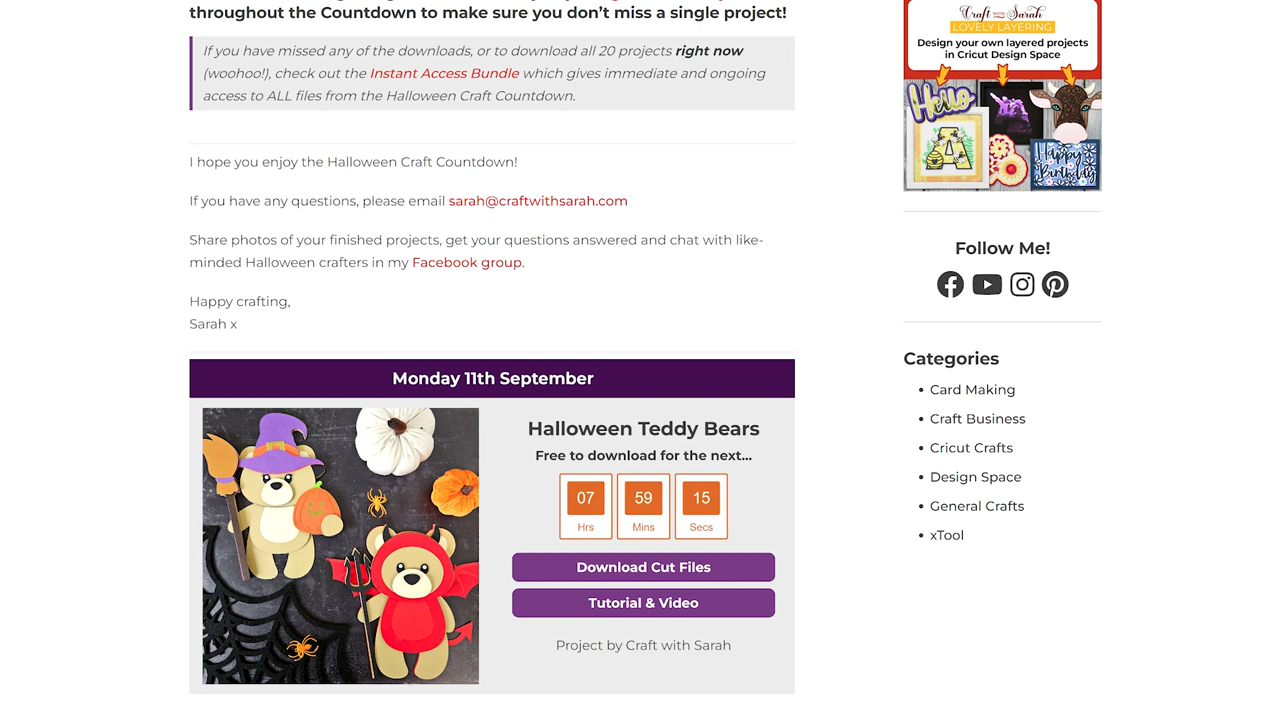 throughout the Countdown to make sure you don’t miss a single project!
If you have missed any of the downloads, or to download all 20 projects right now
(woohoo!), check out the Instant Access Bundle which gives immediate and ongoing
access to ALL files from the Halloween Craft Countdown.
I hope you enjoy the Halloween Craft Countdown!
If you have any questions, please email sarah@craftwithsarah.com
Share photos of your finished projects, get your questions answered and chat with like-
minded Halloween crafters in my Facebook group.
Happy crafting,
Sarah x
Monday 11th September
Halloween Teddy Bears
Free to download for the next...
07 59 15
Hrs Mins Secs
Download Cut Files
Tutorial & Video
Project by Craft with Sarah
Craft with Sarah
LOVELY LAYERING
Design your own layered projects
in Cricut Design Space
Hello
A
Happy
Birthday
Follow Me!
Categories
Card Making
Craft Business
Cricut Crafts
Design Space
General Crafts
xTool